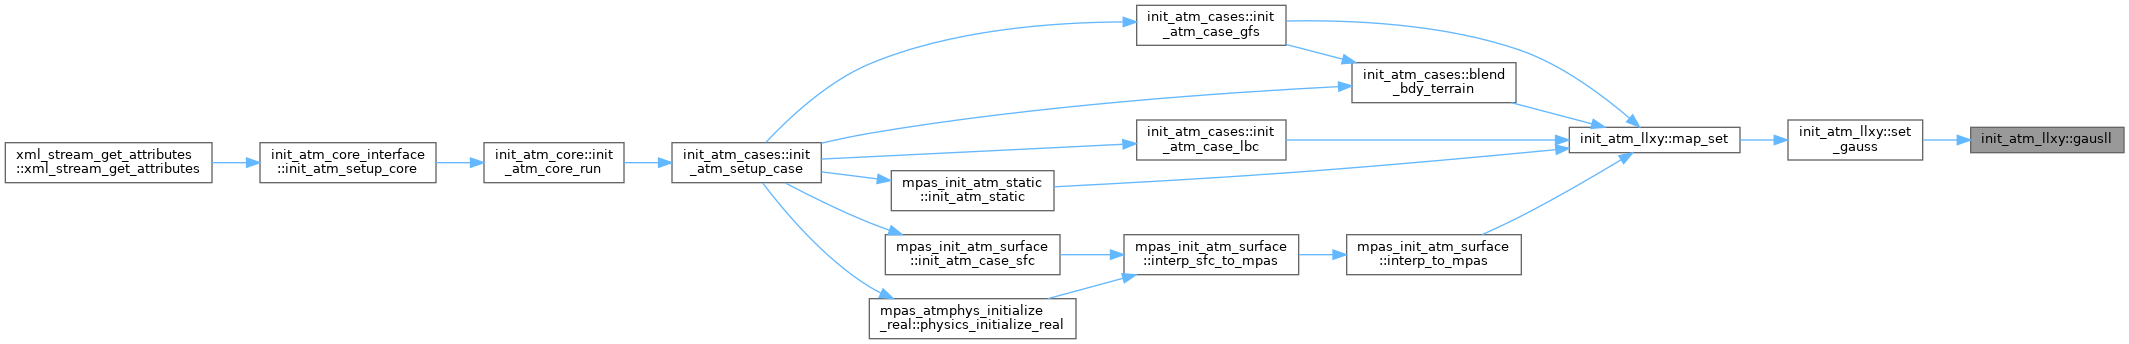 xml_stream_get_attributes
::xml_stream_get_attributes
init_atm_core_interface
::init_atm_setup_core
init_atm_core::init
_atm_core_run
init_atm_cases::init
_atm_setup_case
init_atm_cases::init
_atm_case_gfs
init_atm_cases::blend
_bdy_terrain
init_atm_cases::init
_atm_case_lbc
mpas_init_atm_static
::init_atm_static
mpas_init_atm_surface
::init_atm_case_sfc
mpas_atmphys_initialize
_real::physics_initialize_real
mpas_init_atm_surface
::interp_sfc_to_mpas
mpas_init_atm_surface
::interp_to_mpas
init_atm_llxy::map_set
init_atm_llxy::set
_gauss
init_atm_llxy::gausll